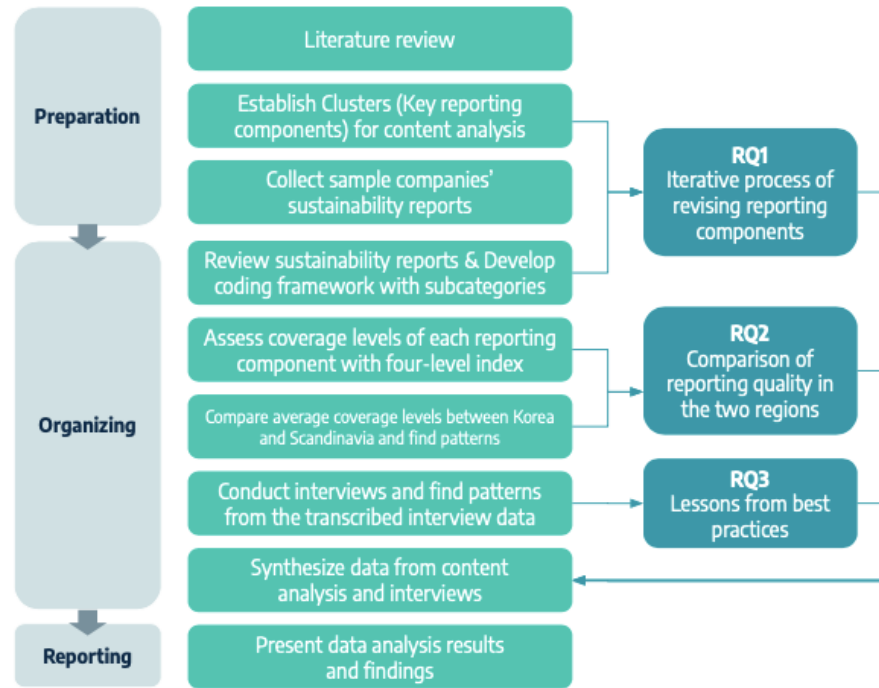 Preparation
Organizing
Reporting
Literature review
Establish Clusters (Key reporting
components) for content analysis
Collect sample companies'
sustainability reports
Review sustainability reports & Develop
coding framework with subcategories
Assess coverage levels of each reporting
component with four-level index
Compare average coverage levels between Korea
and Scandinavia and find patterns
Conduct interviews and find patterns
from the transcribed interview data
Synthesize data from content
analysis and interviews
Present data analysis results
and findings
RQ1
Iterative process of
revising reporting
components
RQ2
Comparison of
reporting quality in
the two regions
RQ3
Lessons from best
practices